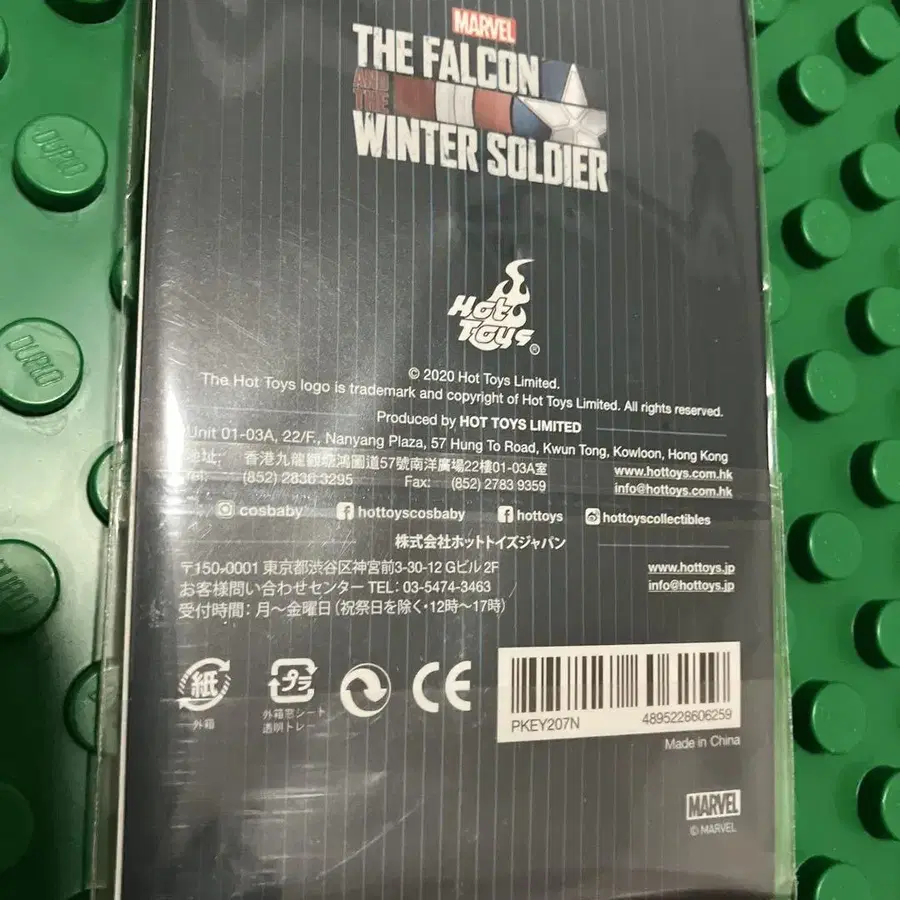 MARVEL
THE FALCON
AND THE
WINTER SOLDIER
Hot
Toys
®
© 2020 Hot Toys Limited.
The Hot Toys logo is trademark and copyright of Hot Toys Limited. All rights reserved.
Produced by HOT TOYS LIMITED
Unit 01-03A, 22/F., Nanyang Plaza, 57 Hung To Road, Kwun Tong, Kowloon, Hong Kong
地址: 香港九龍觀塘鴻圖道57號南洋廣場22樓01-03A室 www.hottoys.com.hk
Tel: (852) 2836 3295 Fax: (852) 2783 9359 info@hottoys.com.hk
cosbaby hottoyscosbaby hottoys hottoyscollectibles
株式会社ホットトイズジャパン
〒150-0001 東京都渋谷区神宮前3-30-12 Gビル 2F www.hottoys.jp
お客様問い合わせセンター TEL: 03-5474-3463 info@hottoys.jp
受付時間: 月〜金曜日 (祝祭日を除く・12時〜17時)
紙
外箱
プラ
外箱窓シート
透明トレー
CE
PKEY207N 4895228606259
Made in China
MARVEL
© MARVEL
DUPLO
DUPLO
DUPLO